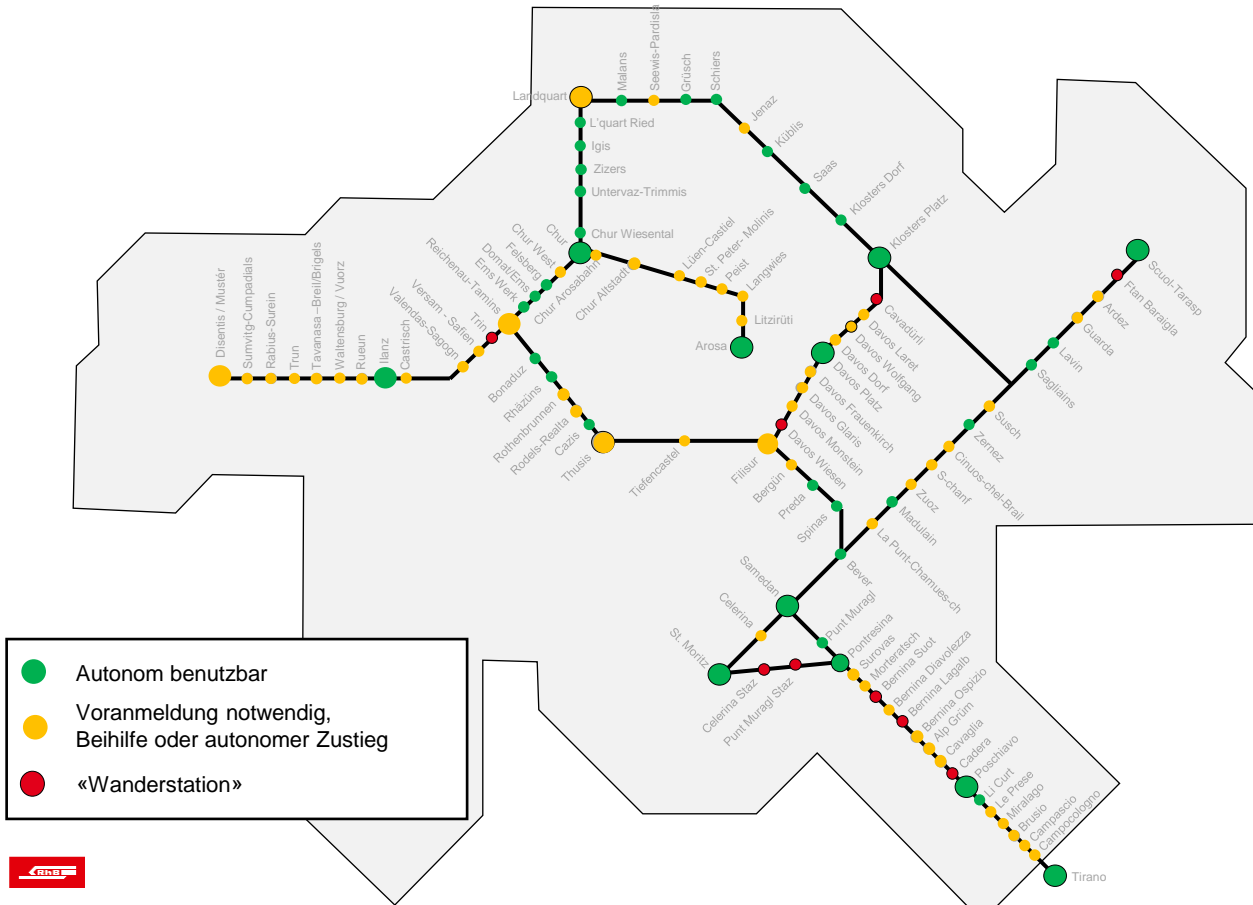 Landquart
Malans
Seewis-Pardisla
Grüsch
Schiers
Jenaz
Küblis
Saas
Klosters Dorf
Klosters Platz
L'quart Ried
Igis
Zizers
Untervaz-Trimmis
Chur Wiesental
Chur
Chur West
Felsberg
Domat/Ems
Ems Werk
Reichenau-Tamins
Trin
Versam - Safien
Valendas-Sagogn
Castrisch
Ilanz
Rueun
Waltensburg / Vuorz
Tavanasa –Breil/Brigels
Trun
Rabius-Surein
Sumvitg-Cumpadials
Disentis / Mustér
Chur Arosabahn
Chur Altstadt
Lüen-Castiel
St. Peter- Molinis
Peist
Langwies
Litzirüti
Arosa
Cavadürli
Davos Laret
Davos Wolfgang
Davos Dorf
Davos Platz
Davos Frauenkirch
Davos Glaris
Davos Monstein
Davos Wiesen
Bonaduz
Rhäzüns
Rothenbrunnen
Rodels-Realta
Cazis
Thusis
Tiefencastel
Filisur
Bergün
Preda
Spinas
Bever
Scuol-Tarasp
Ftan Baraigla
Ardez
Guarda
Lavin
Sagliains
Susch
Zernez
Cinuos-chel-Brail
S-chanf
Zuoz
Madulain
La Punt-Chamues-ch
Samedan
Celerina
St. Moritz
Celerina Staz
Punt Muragl Staz
Punt Muragl
Pontresina
Surovas
Morteratsch
Bernina Suot
Bernina Diavolezza
Bernina Lagalb
Bernina Ospizio
Alp Grüm
Cavaglia
Cadera
Poschiavo
Li Curt
Le Prese
Miralago
Brusio
Campascio
Campocologno
Tirano
Autonom benutzbar
Voranmeldung notwendig,
Beihilfe oder autonomer Zustieg
«Wanderstation»
RhB